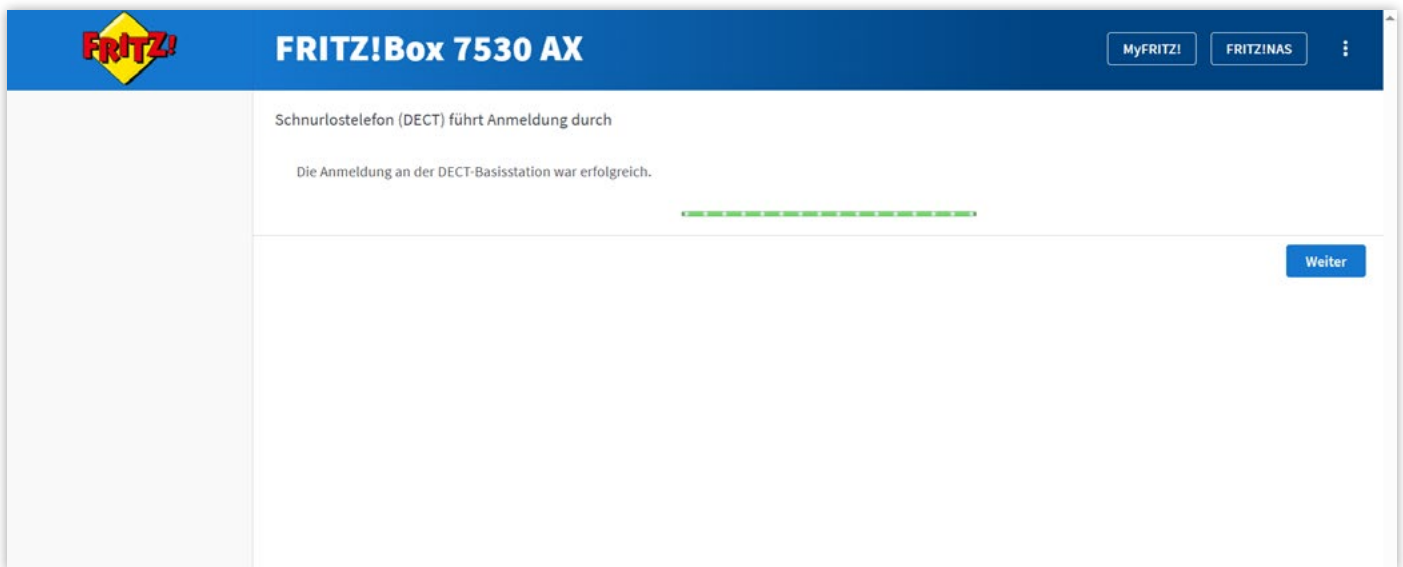 FRITZ!
FRITZ!Box 7530 AX
MyFRITZ!
FRITZ!NAS
Schnurlostelefon (DECT) führt Anmeldung durch
Die Anmeldung an der DECT-Basisstation war erfolgreich.
Weiter